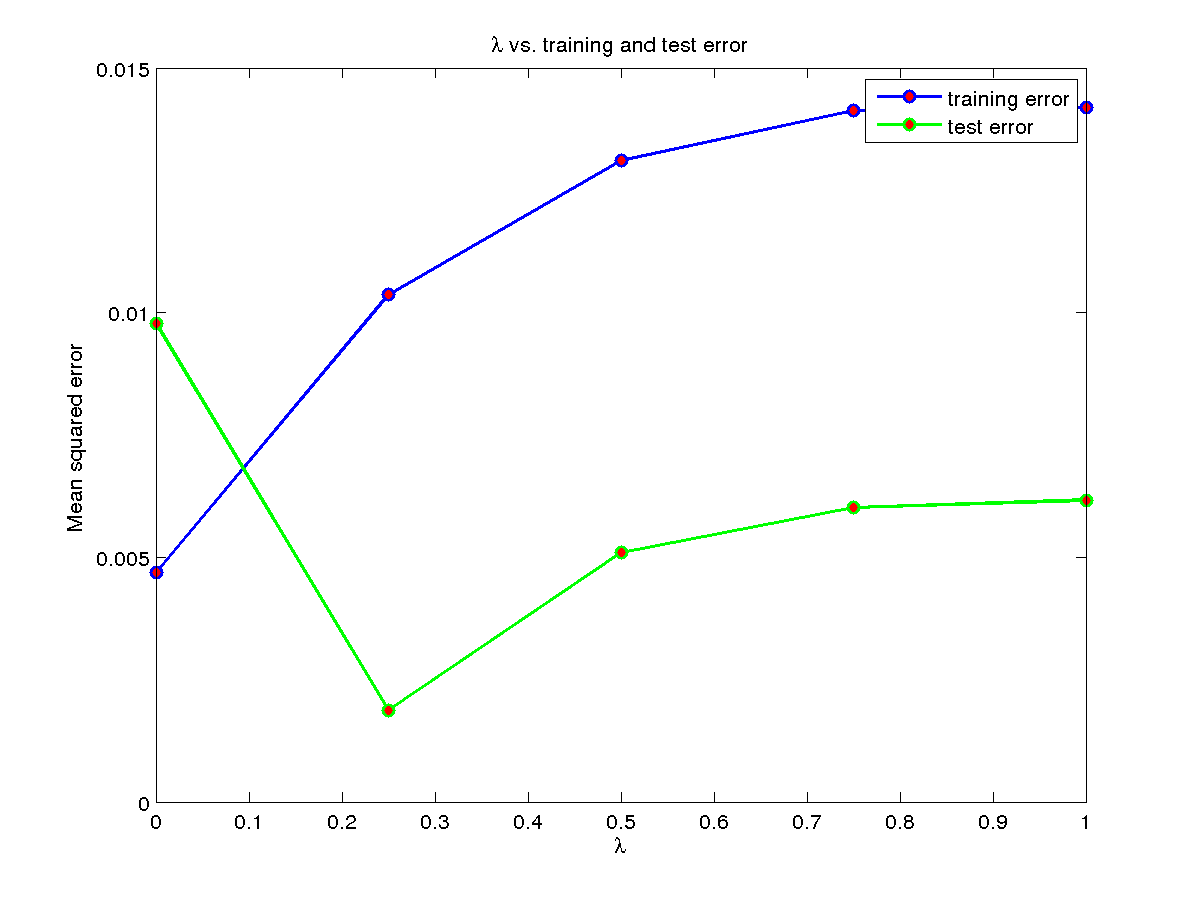 λ vs. training and test error
0.015
0.01
0.005
0
Mean squared error
training error
test error
0 0.1 0.2 0.3 0.4 0.5 0.6 0.7 0.8 0.9 1
λ